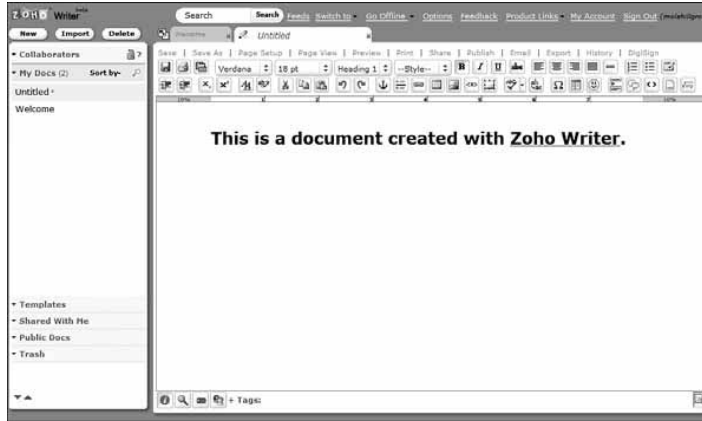 ZOHO Writer beta
Search Search Feeds Switch to Go Offline Options Feedback Product Links My Account Sign Out
New Import Delete
Welcome Untitled
Collaborators
Save | Save As | Page Setup | Page View | Preview | Print | Share | Publish | Email | Export | History | DigiSign
My Docs (2) Sort by
Verdana 18 pt Heading 1 --Style-- B I U abc
Untitled
Welcome
This is a document created with Zoho Writer.
Templates
Shared With Me
Public Docs
Trash
+ Tags: